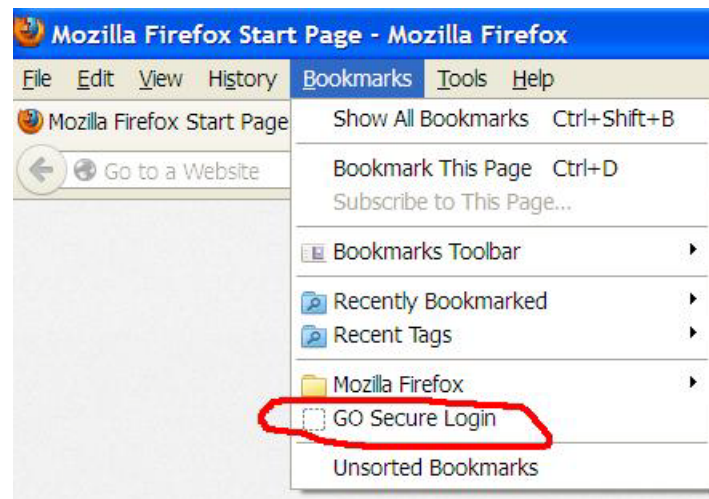 Mozilla Firefox Start Page - Mozilla Firefox
File Edit View History Bookmarks Tools Help
Mozilla Firefox Start Page
Go to a Website
Show All Bookmarks Ctrl+Shift+B
Bookmark This Page Ctrl+D
Subscribe to This Page...
Bookmarks Toolbar
Recently Bookmarked
Recent Tags
Mozilla Firefox
GO Secure Login
Unsorted Bookmarks